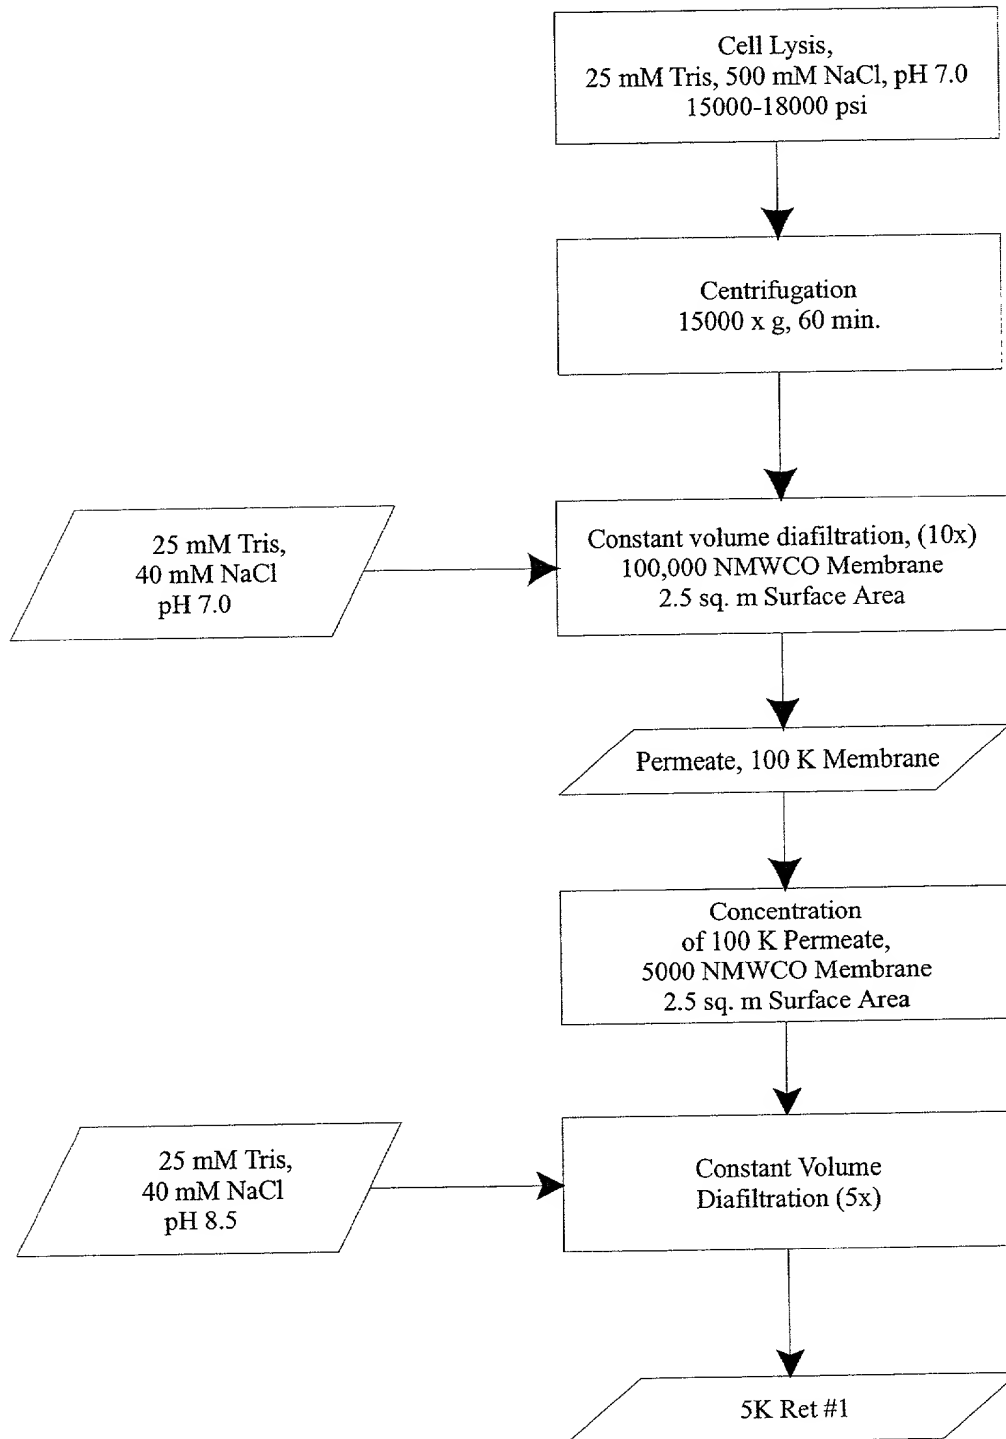 Cell Lysis,
25 mM Tris, 500 mM NaCl, pH 7.0
15000-18000 psi
Centrifugation
15000 x g, 60 min.
25 mM Tris,
40 mM NaCl
pH 7.0
Constant volume diafiltration, (10x)
100,000 NMWCO Membrane
2.5 sq. m Surface Area
Permeate, 100 K Membrane
Concentration
of 100 K Permeate,
5000 NMWCO Membrane
2.5 sq. m Surface Area
25 mM Tris,
40 mM NaCl
pH 8.5
Constant Volume
Diafiltration (5x)
5K Ret #1